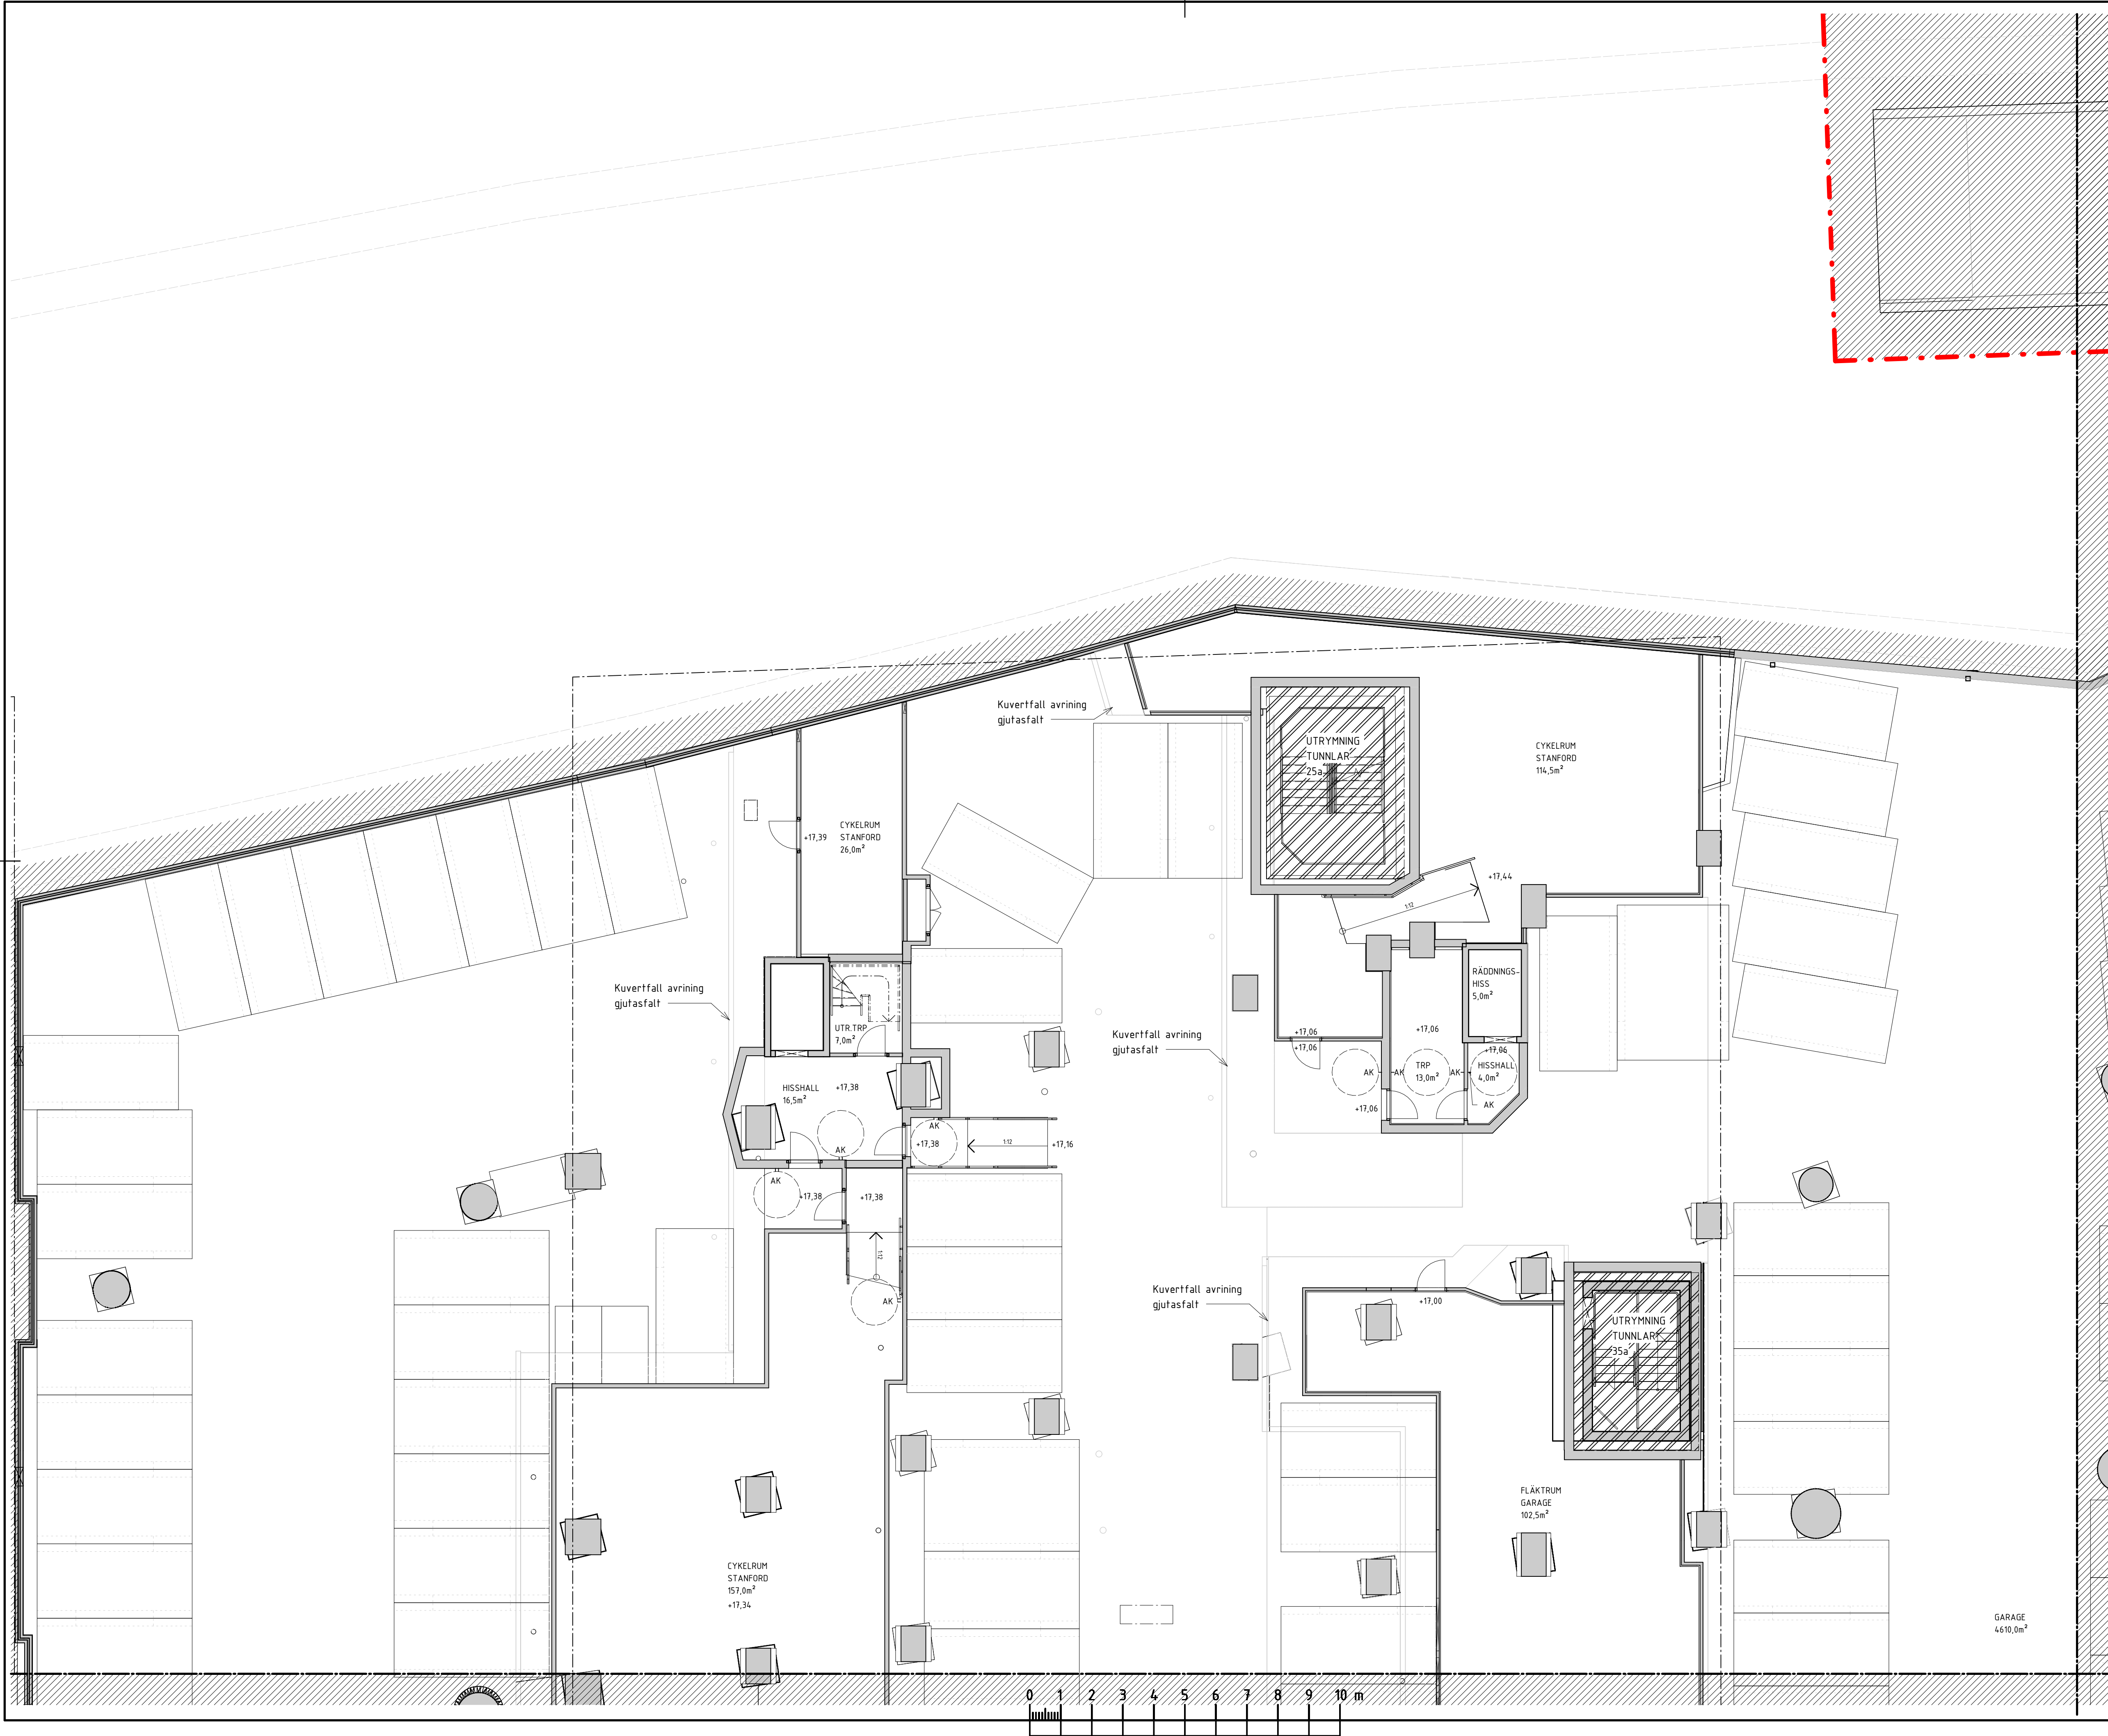 Kuvertfall avrining
gjutasfalt
UTRYMNING
TUNNLAR
25a
CYKELRUM
STANFORD
114,5m²
CYKELRUM
STANFORD
26,0m²
+17,39
+17,44
1:12
Kuvertfall avrining
gjutasfalt
RÄDDNINGS-
HISS
5,0m²
UTR.TRP
7,0m²
Kuvertfall avrining
gjutasfalt
+17,06
+17,06
+17,06
+17,06
TRP
13,0m²
HISSHALL
4,0m²
AK
AK
AK
AK
+17,06
HISSHALL
16,5m²
+17,38
AK
+17,38
1:12
+17,16
AK
AK
+17,38
+17,38
1:12
AK
Kuvertfall avrining
gjutasfalt
+17,00
UTRYMNING
TUNNLAR
35a
FLÄKTRUM
GARAGE
102,5m²
CYKELRUM
STANFORD
157,0m²
+17,34
GARAGE
4610,0m²
0 1 2 3 4 5 6 7 8 9 10 m